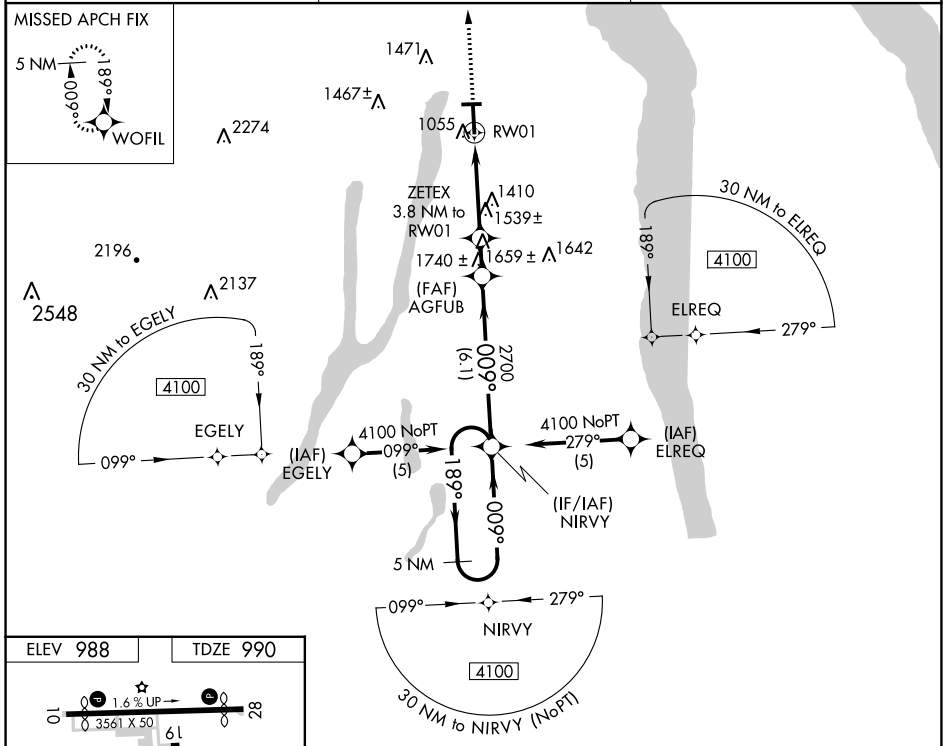 MISSED APCH FIX
5 NM
189°
009°
WOFIL
1471
1467±
2274
1055
RW01
ZETEX
3.8 NM to
RW01
1410
1539±
2196
1740 ±
1659 ±
1642
2548
2137
(FAF)
AGFUB
30 NM to ELREQ
189°
4100
ELREQ
279°
30 NM to EGELY
189°
4100
EGELY
099°
2700
009°
(6.1)
4100 NoPT
099°
(5)
(IAF)
EGELY
4100 NoPT
279°
(5)
(IAF)
ELREQ
189°
009°
(IF/IAF)
NIRVY
5 NM
099°
279°
NIRVY
4100
30 NM to NIRVY (NoPT)
ELEV 988
TDZE 990
P
P
1.6 % UP
10
28
3561 X 50
19